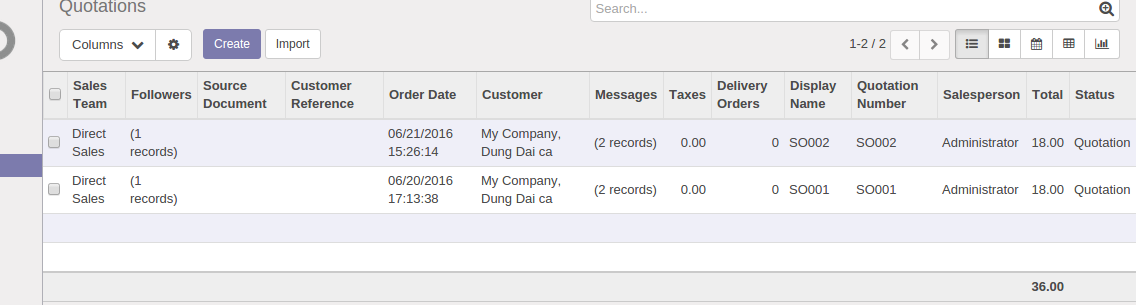 Quotations
Search...
Columns
Create
Import
1-2 / 2
Sales Team Followers Source Document Customer Reference Order Date Customer Messages Taxes Delivery Orders Display Name Quotation Number Salesperson Total Status
Direct Sales (1 records) 06/21/2016 15:26:14 My Company, Dung Dai ca (2 records) 0.00 0 SO002 SO002 Administrator 18.00 Quotation
Direct Sales (1 records) 06/20/2016 17:13:38 My Company, Dung Dai ca (2 records) 0.00 0 SO001 SO001 Administrator 18.00 Quotation
36.00